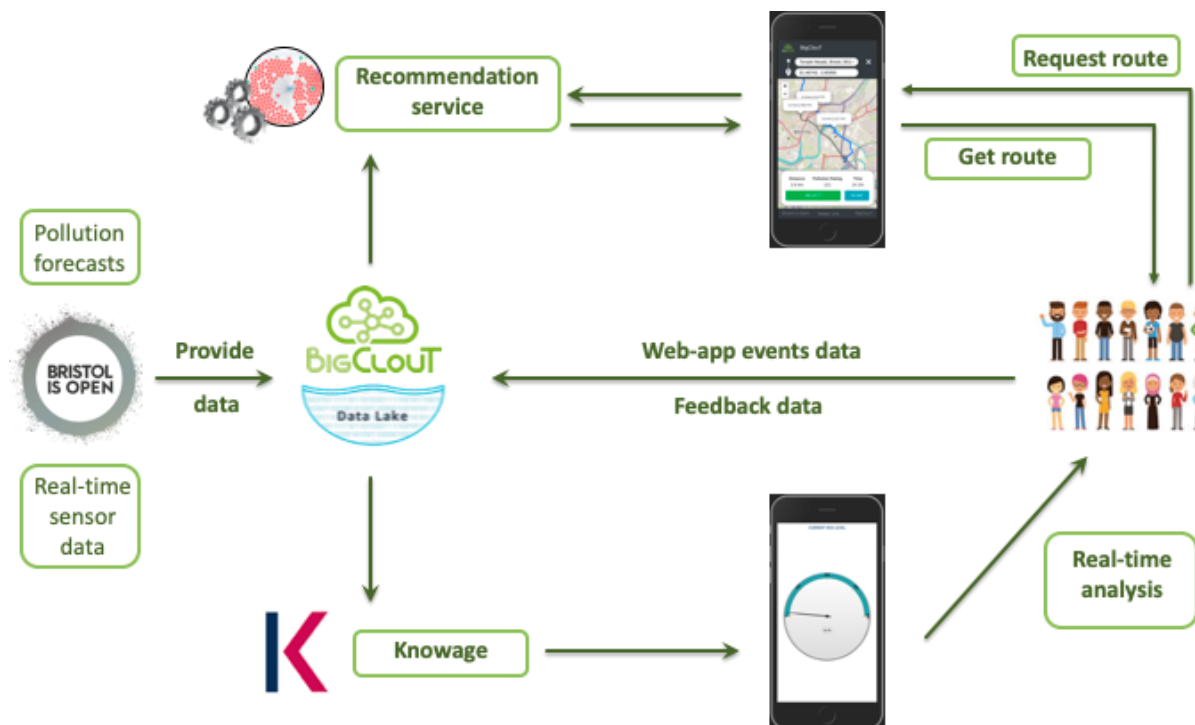 Recommendation
service
BigClouT
Request route
Get route
Pollution
forecasts
BRISTOL
IS OPEN
Provide
data
BIGCLOUT
Data Lake
Web-app events data
Feedback data
Real-time
sensor
data
Knowage
Real-time
analysis